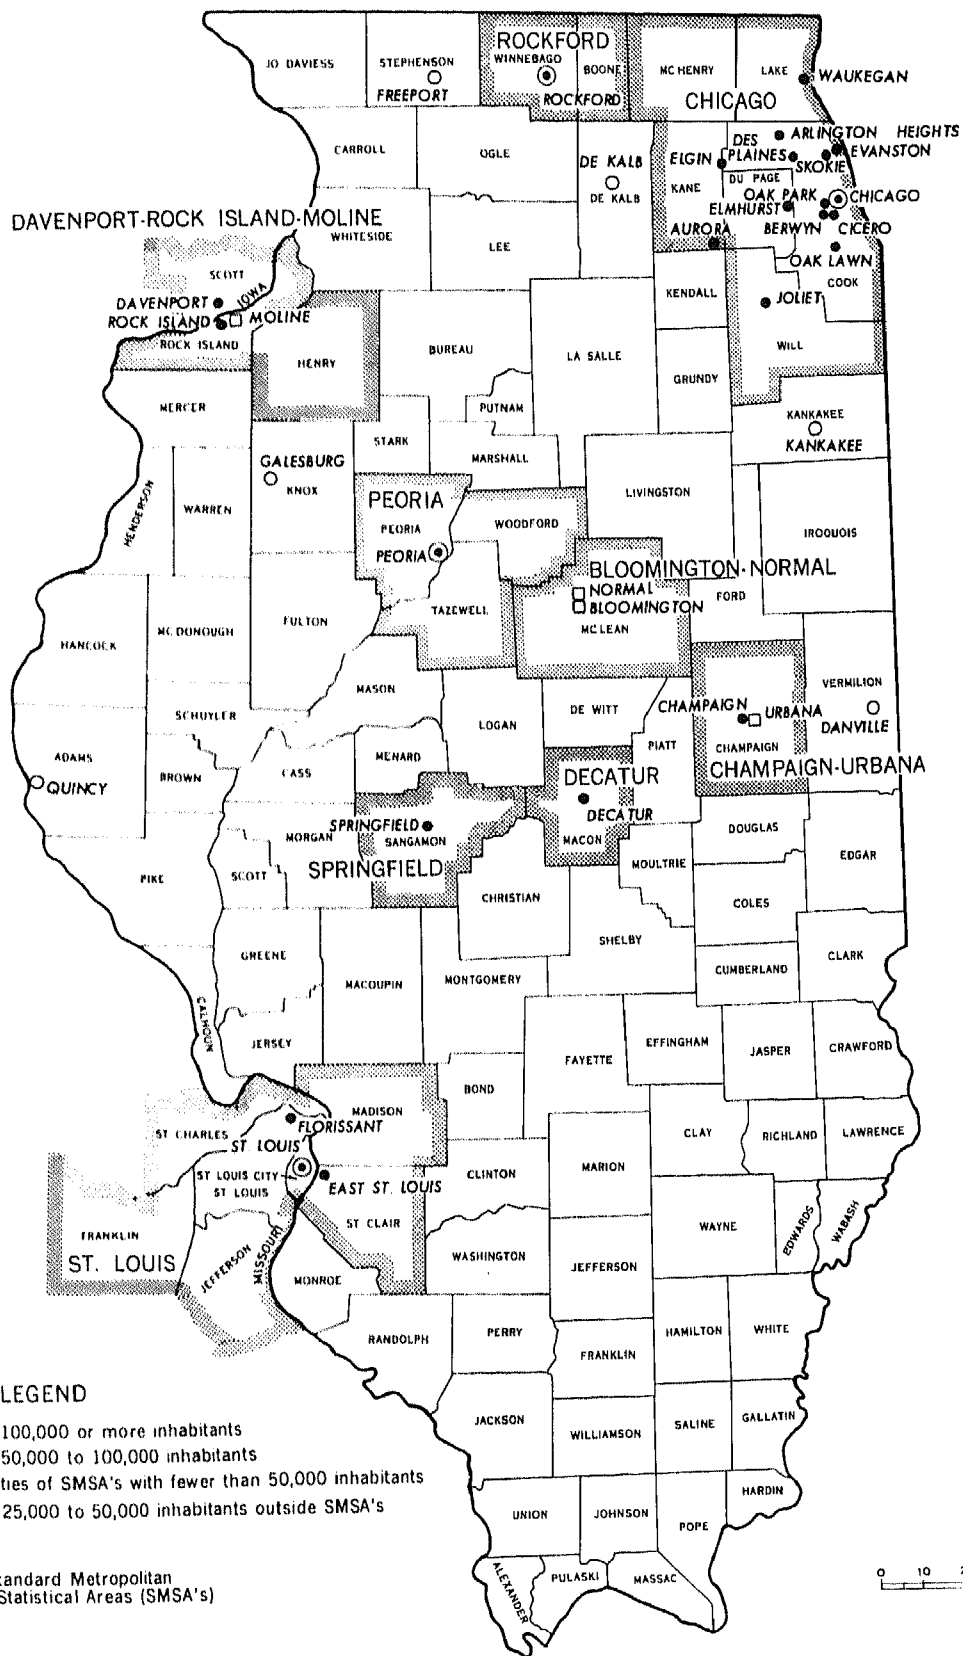 ROCKFORD
JO DAVIESS
STEPHENSON
FREEPORT
WINNEBAGO
BOONE
ROCKFORD
MC HENRY
LAKE
WAUKEGAN
CHICAGO
CARROLL
OGLE
DE KALB
DE KALB
ELGIN
KANE
DES
PLAINES
ARLINGTON HEIGHTS
EVANSTON
SKOKIE
DU PAGE
OAK PARK
CHICAGO
ELMHURST
BERWYN
CICERO
AURORA
OAK LAWN
COOK
DAVENPORT-ROCK ISLAND-MOLINE
WHITESIDE
LEE
SCOTT
IOWA
DAVENPORT
ROCK ISLAND
MOLINE
ROCK ISLAND
KENDALL
JOLIET
WILL
HENRY
BUREAU
LA SALLE
GRUNDY
MERCER
PUTNAM
KANKAKEE
KANKAKEE
STARK
MARSHALL
GALESBURG
KNOX
HENDERSON
WARREN
PEORIA
PEORIA
PEORIA
WOODFORD
LIVINGSTON
IROQUOIS
BLOOMINGTON-NORMAL
NORMAL
BLOOMINGTON
MC LEAN
FORD
TAZEWELL
FULTON
HANCOCK
MC DONOUGH
MASON
SCHUYLER
LOGAN
DE WITT
CHAMPAIGN
URBANA
CHAMPAIGN
CHAMPAIGN-URBANA
VERMILION
DANVILLE
PIATT
ADAMS
QUINCY
BROWN
CASS
MENARD
DECATUR
DECATUR
MACON
SPRINGFIELD
SANGAMON
SPRINGFIELD
MORGAN
SCOTT
PIKE
DOUGLAS
EDGAR
MOULTRIE
CHRISTIAN
COLES
SHELBY
GREENE
MACOUPIN
MONTGOMERY
CUMBERLAND
CLARK
CALHOUN
JERSEY
FAYETTE
EFFINGHAM
JASPER
CRAWFORD
BOND
MADISON
ST CHARLES
FLORISSANT
ST. LOUIS
ST LOUIS CITY
ST LOUIS
EAST ST. LOUIS
CLAY
RICHLAND
LAWRENCE
CLINTON
MARION
ST CLAIR
WAYNE
EDWARDS
WABASH
FRANKLIN
ST. LOUIS
JEFFERSON
MISSOURI
MONROE
WASHINGTON
JEFFERSON
RANDOLPH
PERRY
HAMILTON
WHITE
FRANKLIN
JACKSON
WILLIAMSON
SALINE
GALLATIN
UNION
JOHNSON
POPE
HARDIN
ALEXANDER
PULASKI
MASSAC
LEGEND
100,000 or more inhabitants
50,000 to 100,000 inhabitants
ties of SMSA's with fewer than 50,000 inhabitants
25,000 to 50,000 inhabitants outside SMSA's
tandard Metropolitan
Statistical Areas (SMSA's)
0 10 2